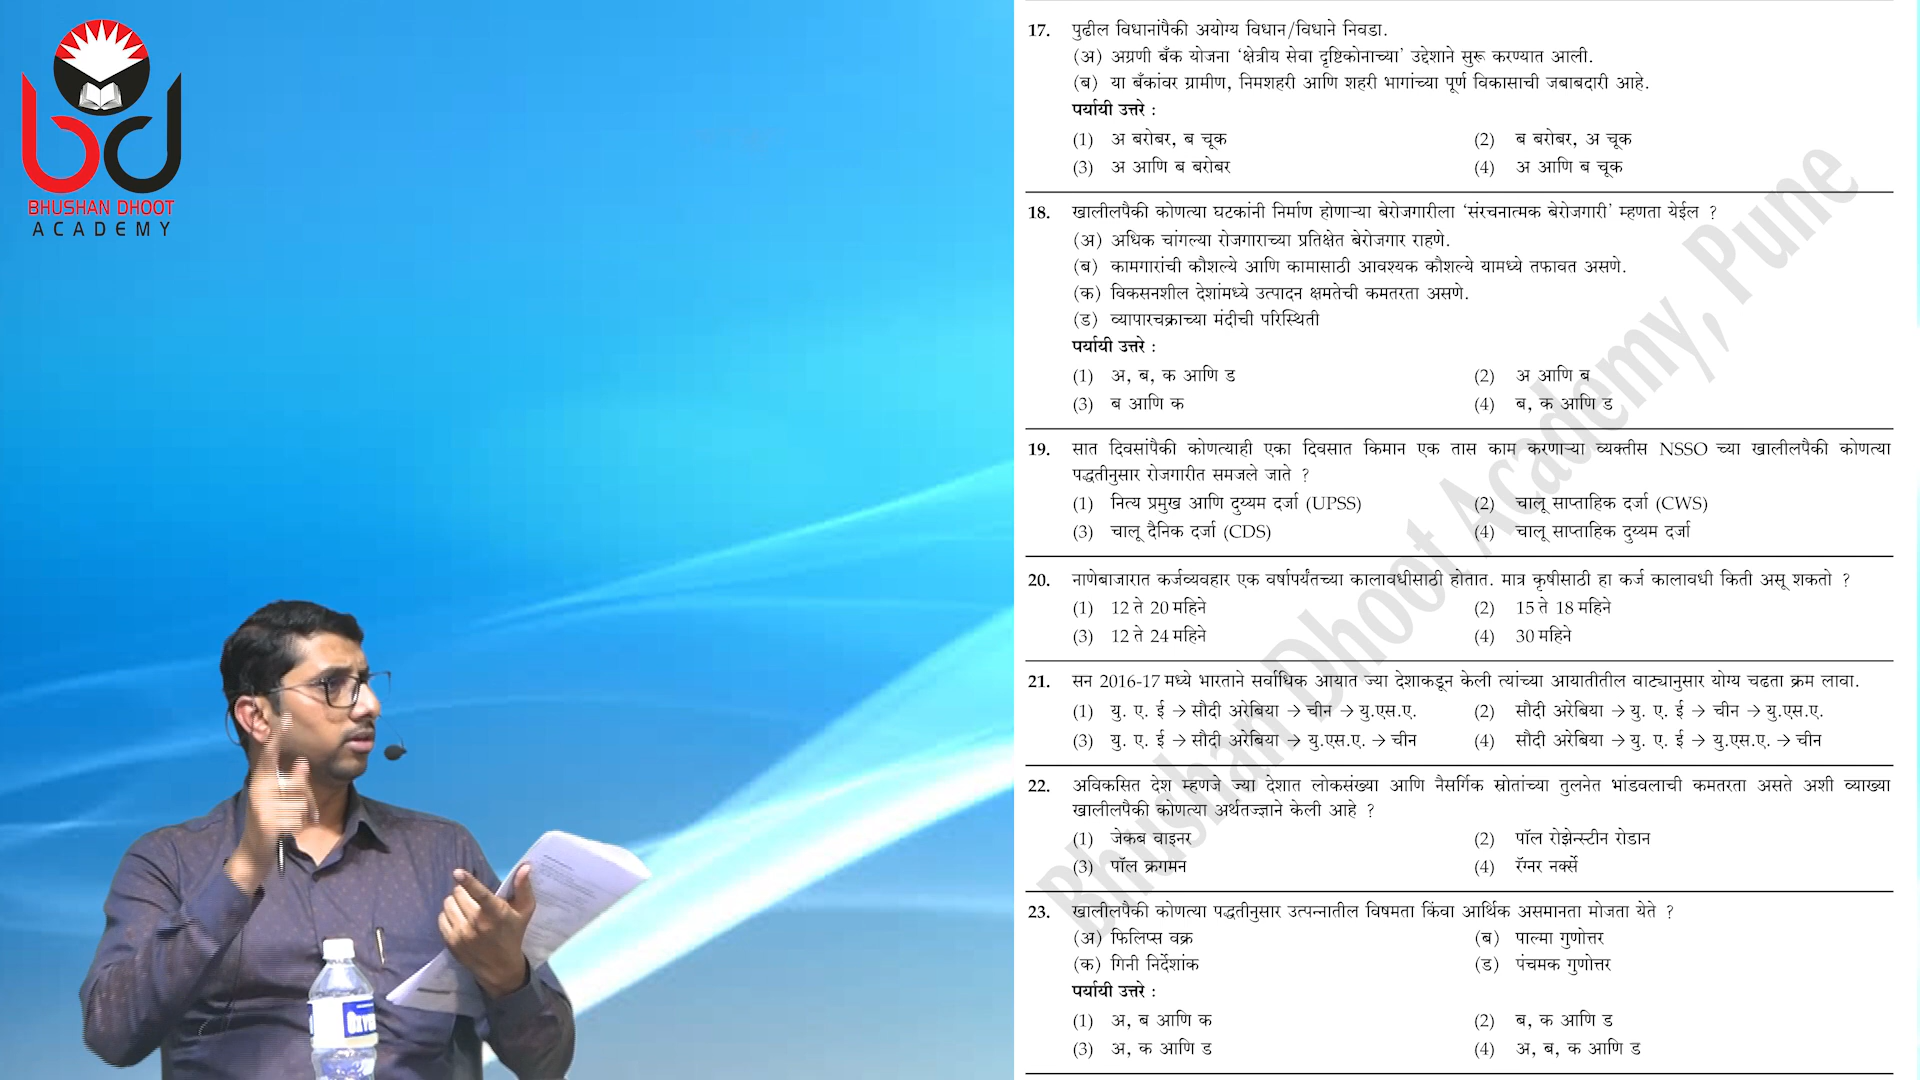 BHUSHAN DHOOT
ACADEMY
17. पुढील विधानांपैकी अयोग्य विधान/विधाने निवडा.
(अ) अग्रणी बँक योजना ‘क्षेत्रीय सेवा दृष्टिकोनाच्या’ उद्देशाने सुरू करण्यात आली.
(ब) या बँकांवर ग्रामीण, निमशहरी आणि शहरी भागांच्या पूर्ण विकासाची जबाबदारी आहे.
पर्यायी उत्तरे :
(1) अ बरोबर, ब चूक (2) ब बरोबर, अ चूक
(3) अ आणि ब बरोबर (4) अ आणि ब चूक
18. खालीलपैकी कोणत्या घटकांनी निर्माण होणाऱ्या बेरोजगारीला ‘संरचनात्मक बेरोजगारी’ म्हणता येईल ?
(अ) अधिक चांगल्या रोजगाराच्या प्रतिक्षेत बेरोजगार राहणे.
(ब) कामगारांची कौशल्ये आणि कामासाठी आवश्यक कौशल्ये यामध्ये तफावत असणे.
(क) विकसनशील देशांमध्ये उत्पादन क्षमतेची कमतरता असणे.
(ड) व्यापारचक्राच्या मंदीची परिस्थिती
पर्यायी उत्तरे :
(1) अ, ब, क आणि ड (2) अ आणि ब
(3) ब आणि क (4) ब, क आणि ड
19. सात दिवसांपैकी कोणत्याही एका दिवसात किमान एक तास काम करणाऱ्या व्यक्तीस NSSO च्या खालीलपैकी कोणत्या
पद्धतीनुसार रोजगारीत समजले जाते ?
(1) नित्य प्रमुख आणि दुय्यम दर्जा (UPSS) (2) चालू साप्ताहिक दर्जा (CWS)
(3) चालू दैनिक दर्जा (CDS) (4) चालू साप्ताहिक दुय्यम दर्जा
20. नाणेबाजारात कर्जव्यवहार एक वर्षापर्यंतच्या कालावधीसाठी होतात. मात्र कृषीसाठी हा कर्ज कालावधी किती असू शकतो ?
(1) 12 ते 20 महिने (2) 15 ते 18 महिने
(3) 12 ते 24 महिने (4) 30 महिने
21. सन 2016-17 मध्ये भारताने सर्वाधिक आयात ज्या देशाकडून केली त्यांच्या आयातीतील वाट्यानुसार योग्य चढता क्रम लावा.
(1) यु. ए. ई → सौदी अरेबिया → चीन → यु.एस.ए. (2) सौदी अरेबिया → यु. ए. ई → चीन → यु.एस.ए.
(3) यु. ए. ई → सौदी अरेबिया → यु.एस.ए. → चीन (4) सौदी अरेबिया → यु. ए. ई → यु.एस.ए. → चीन
22. अविकसित देश म्हणजे ज्या देशात लोकसंख्या आणि नैसर्गिक स्रोतांच्या तुलनेत भांडवलाची कमतरता असते अशी व्याख्या
खालीलपैकी कोणत्या अर्थतज्ज्ञाने केली आहे ?
(1) जेकब वाइनर (2) पॉल रोझेन्स्टीन रोडान
(3) पॉल क्रगमन (4) रॅग्नर नर्क्से
23. खालीलपैकी कोणत्या पद्धतीनुसार उत्पन्नातील विषमता किंवा आर्थिक असमानता मोजता येते ?
(अ) फिलिप्स वक्र (ब) पाल्मा गुणोत्तर
(क) गिनी निर्देशांक (ड) पंचमक गुणोत्तर
पर्यायी उत्तरे :
(1) अ, ब आणि क (2) ब, क आणि ड
(3) अ, क आणि ड (4) अ, ब, क आणि ड
Bhushan Dhoot Academy, Pune